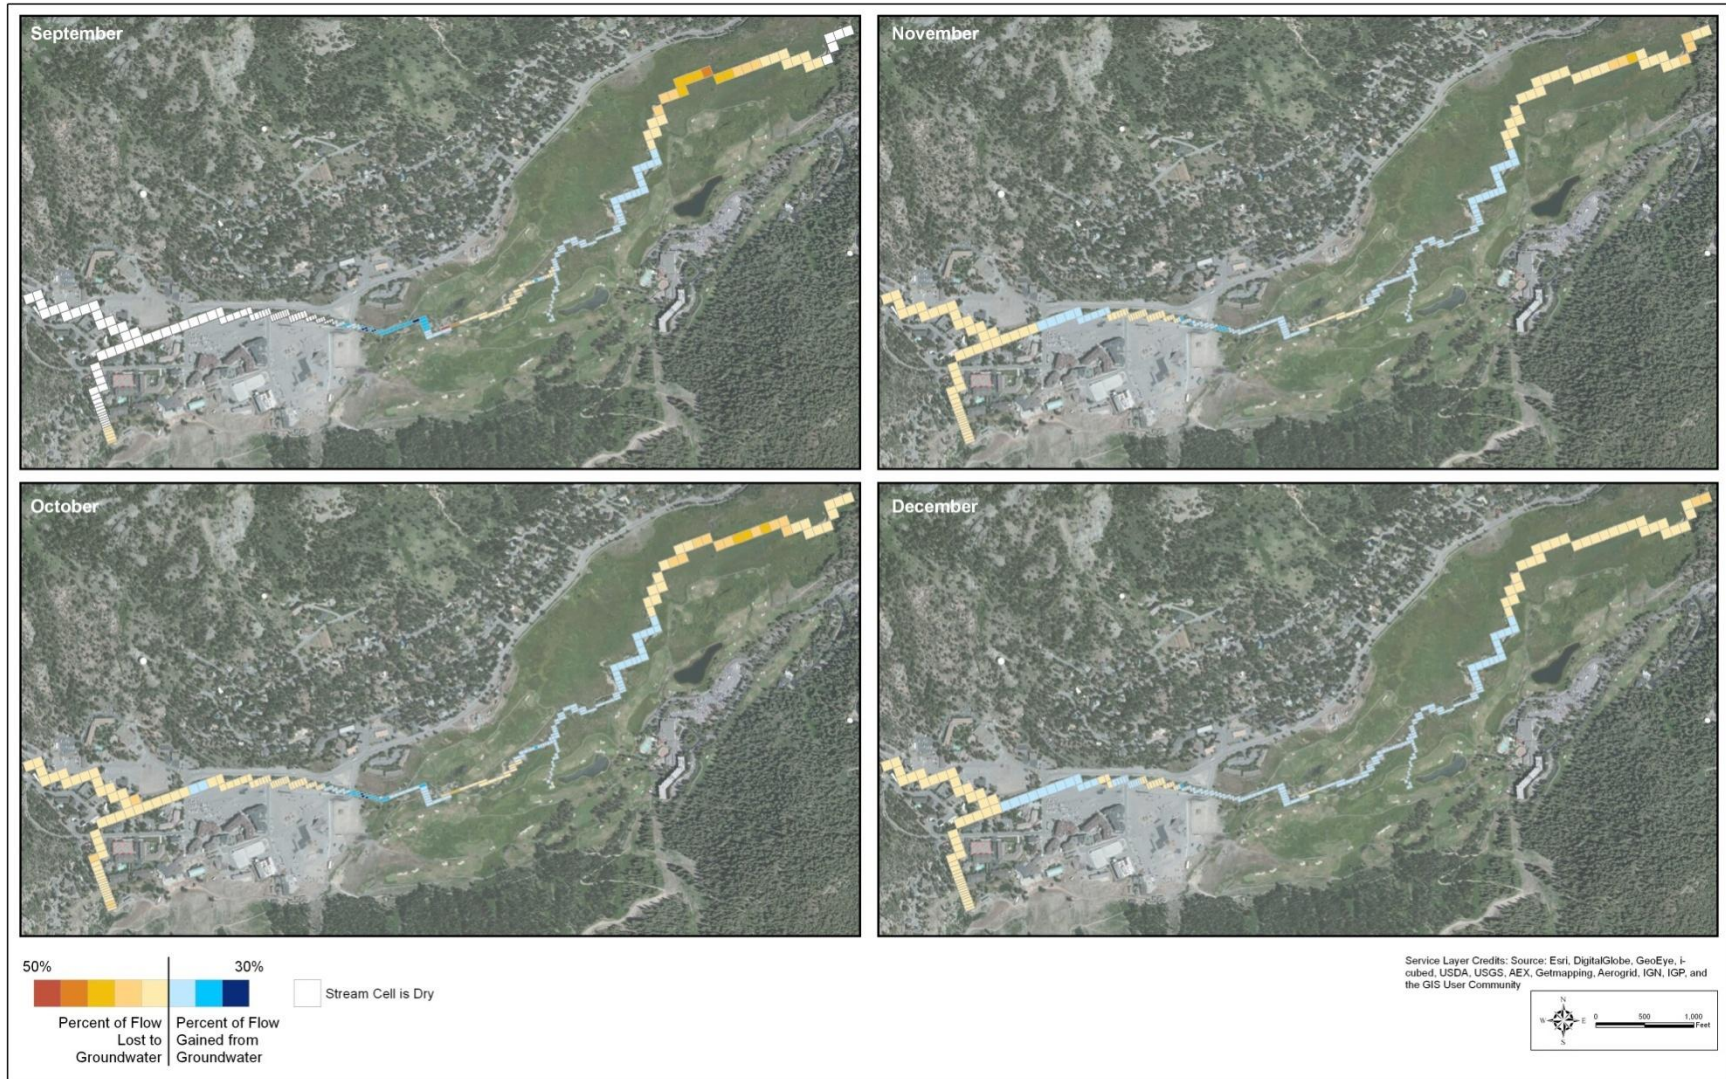 September
November
October
December
50%
30%
Stream Cell is Dry
Percent of Flow
Lost to
Groundwater
Percent of Flow
Gained from
Groundwater
Service Layer Credits: Source: Esri, DigitalGlobe, GeoEye, i-
cubed, USDA, USGS, AEX, Getmapping, Aerogrid, IGN, IGP, and
the GIS User Community
N
W
E
S
0 500 1,000
Feet